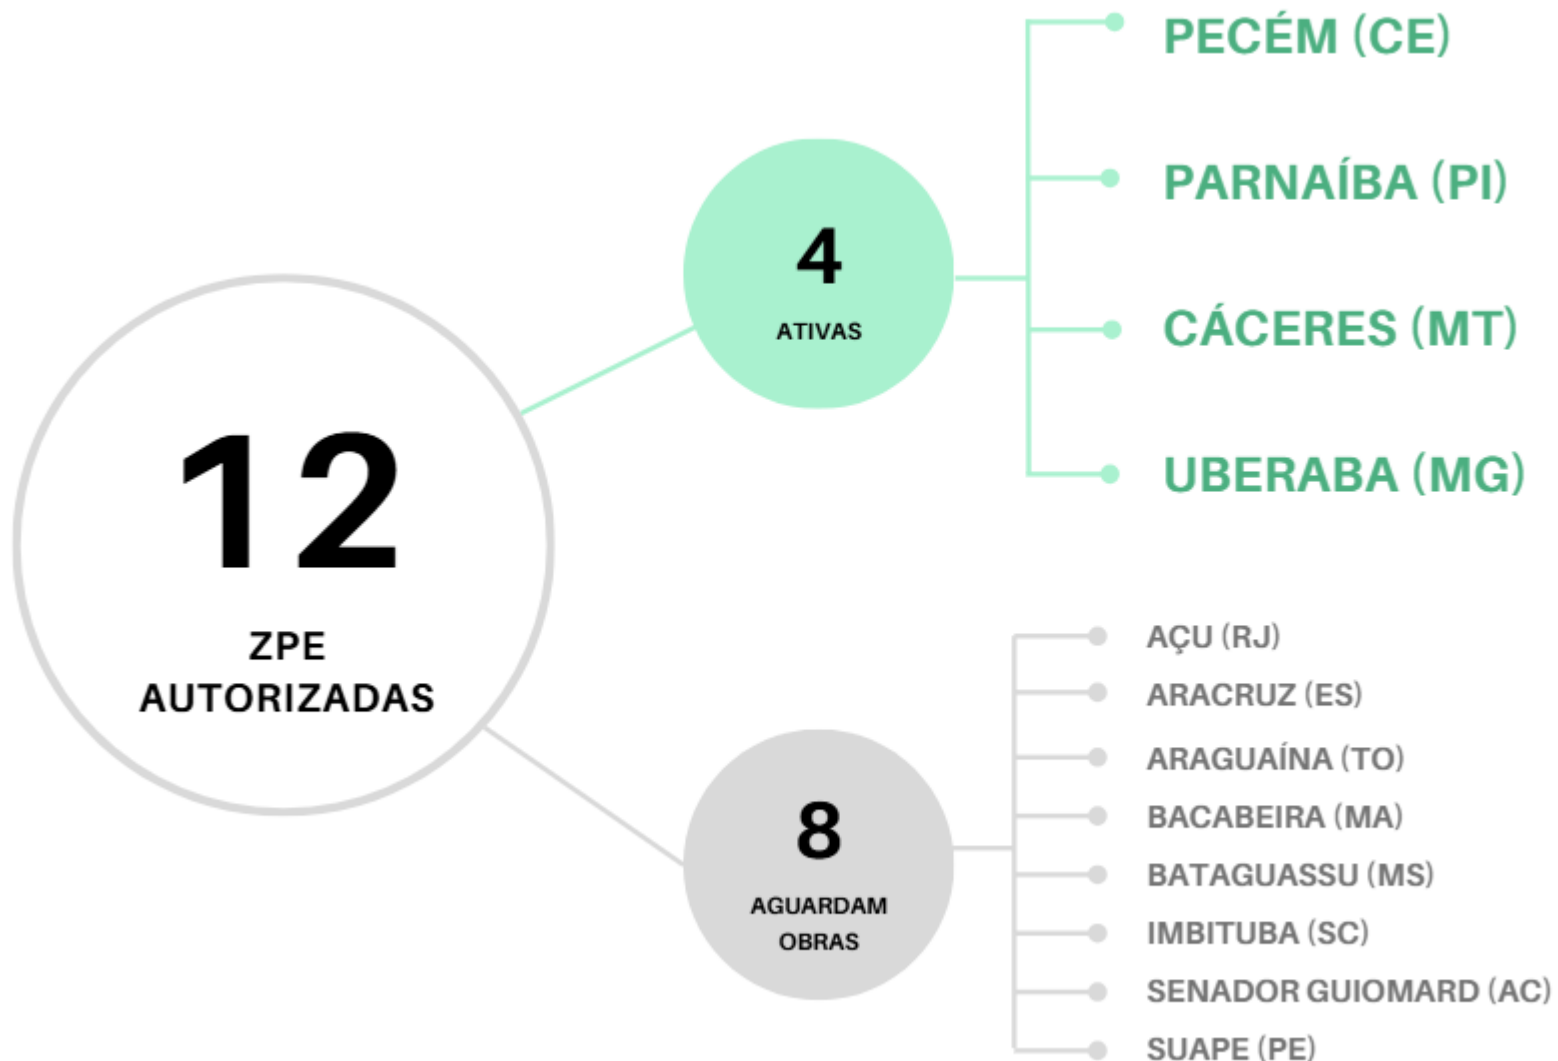 12
ZPE
AUTORIZADAS
4
ATIVAS
PECÉM (CE)
PARNAÍBA (PI)
CÁCERES (MT)
UBERABA (MG)
8
AGUARDAM
OBRAS
AÇU (RJ)
ARACRUZ (ES)
ARAGUAÍNA (TO)
BACABEIRA (MA)
BATAGUASSU (MS)
IMBITUBA (SC)
SENADOR GUIOMARD (AC)
SUAPE (PE)